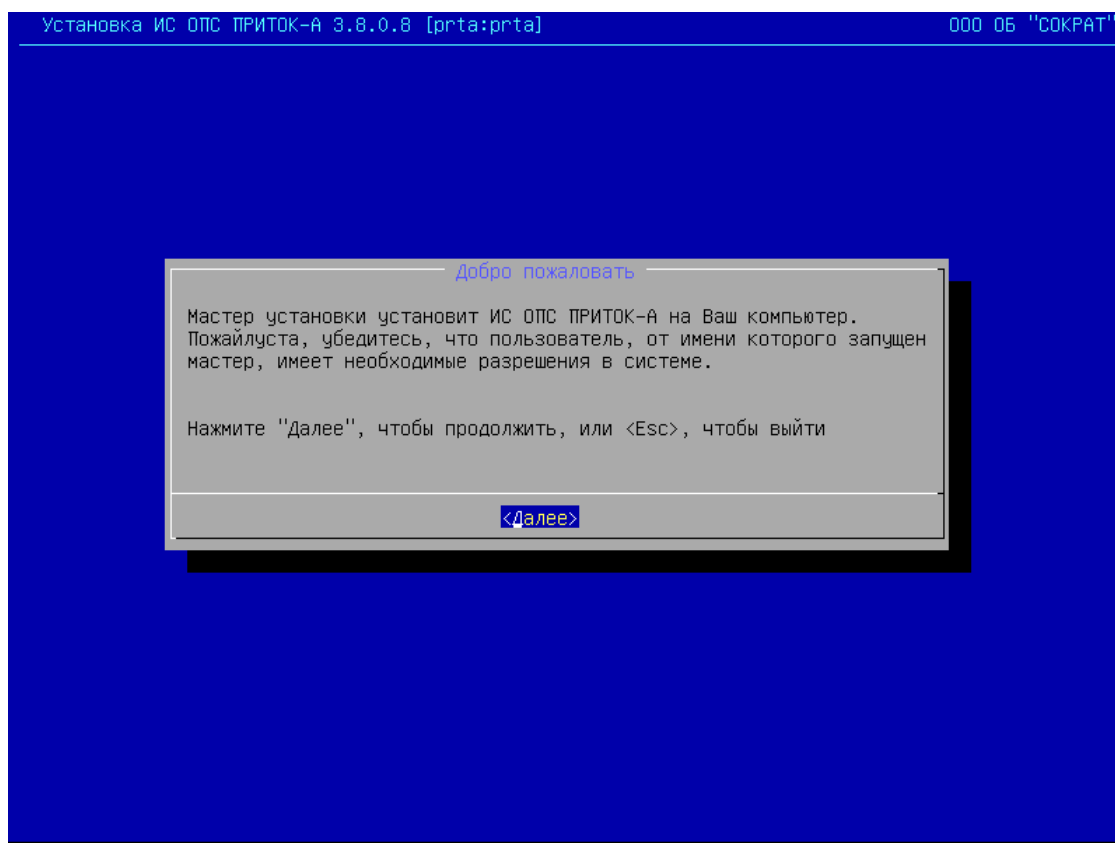 Установка ИС ОПС ПРИТОК-А 3.8.0.8 [prta:prta] ООО ОБ "СОКРАТ"
Добро пожаловать
Мастер установки установит ИС ОПС ПРИТОК-А на Ваш компьютер.
Пожайлуста, убедитесь, что пользователь, от имени которого запущен
мастер, имеет необходимые разрешения в системе.
Нажмите "Далее", чтобы продолжить, или <Esc>, чтобы выйти
<Далее>